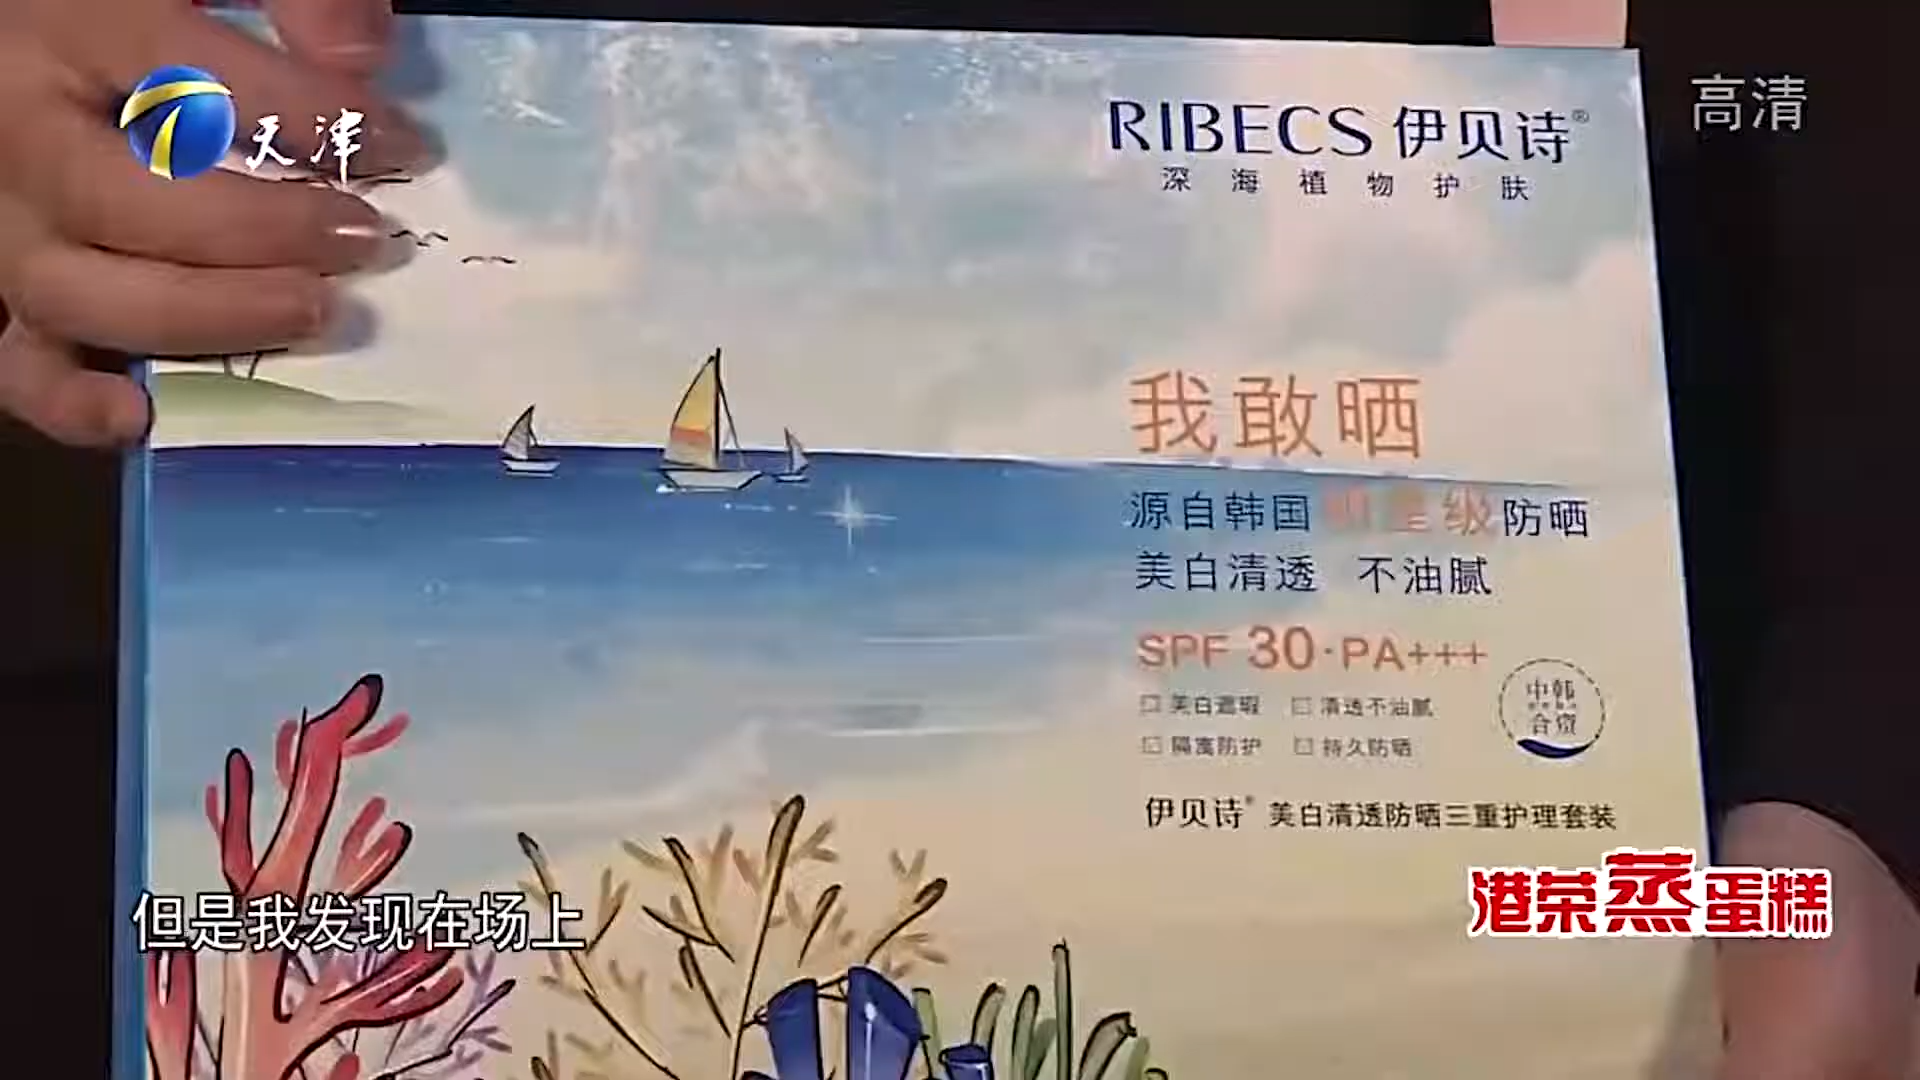 天津
高清
RIBECS 伊贝诗®
深海植物护肤
我敢晒
源自韩国明星级防晒
美白清透 不油腻
SPF 30·PA+++
□ 美白遮瑕 □ 清透不油腻
□ 隔离防护 □ 持久防晒
中韩
合资
伊贝诗® 美白清透防晒三重护理套装
港荣蒸蛋糕
但是我发现在场上